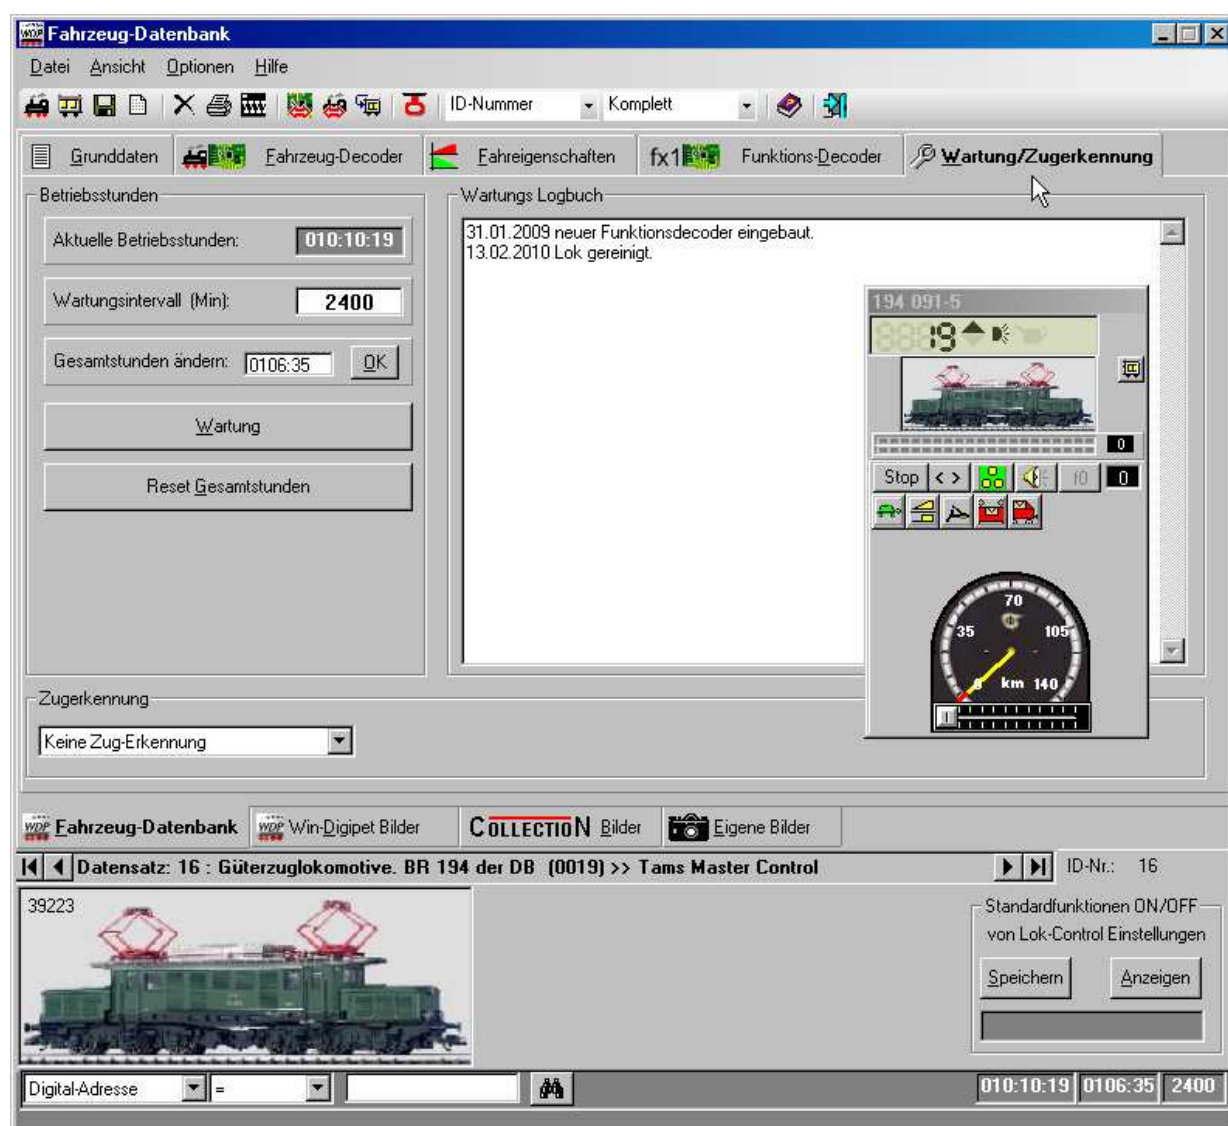 WDP Fahrzeug-Datenbank
Datei Ansicht Optionen Hilfe
ID-Nummer Komplett
Grunddaten Fahrzeug-Decoder Fahreigenschaften fx1 Funktions-Decoder Wartung/Zugerkennung
Betriebsstunden
Aktuelle Betriebsstunden: 010:10:19
Wartungsintervall (Min): 2400
Gesamtstunden ändern: 0106:35 OK
Wartung
Reset Gesamtstunden
Wartungs Logbuch
31.01.2009 neuer Funktionsdecoder eingebaut.
13.02.2010 Lok gereinigt.
194 091-5
19
0
Stop < > f0 0
70
35 105
0 km 140
Zugerkennung
Keine Zug-Erkennung
WDP Fahrzeug-Datenbank WDP Win-Digipet Bilder COLLECTION Bilder Eigene Bilder
Datensatz: 16 : Güterzuglokomotive. BR 194 der DB (0019) >> Tams Master Control ID-Nr.: 16
39223
Standardfunktionen ON/OFF
von Lok-Control Einstellungen
Speichern Anzeigen
Digital-Adresse = 010:10:19 0106:35 2400